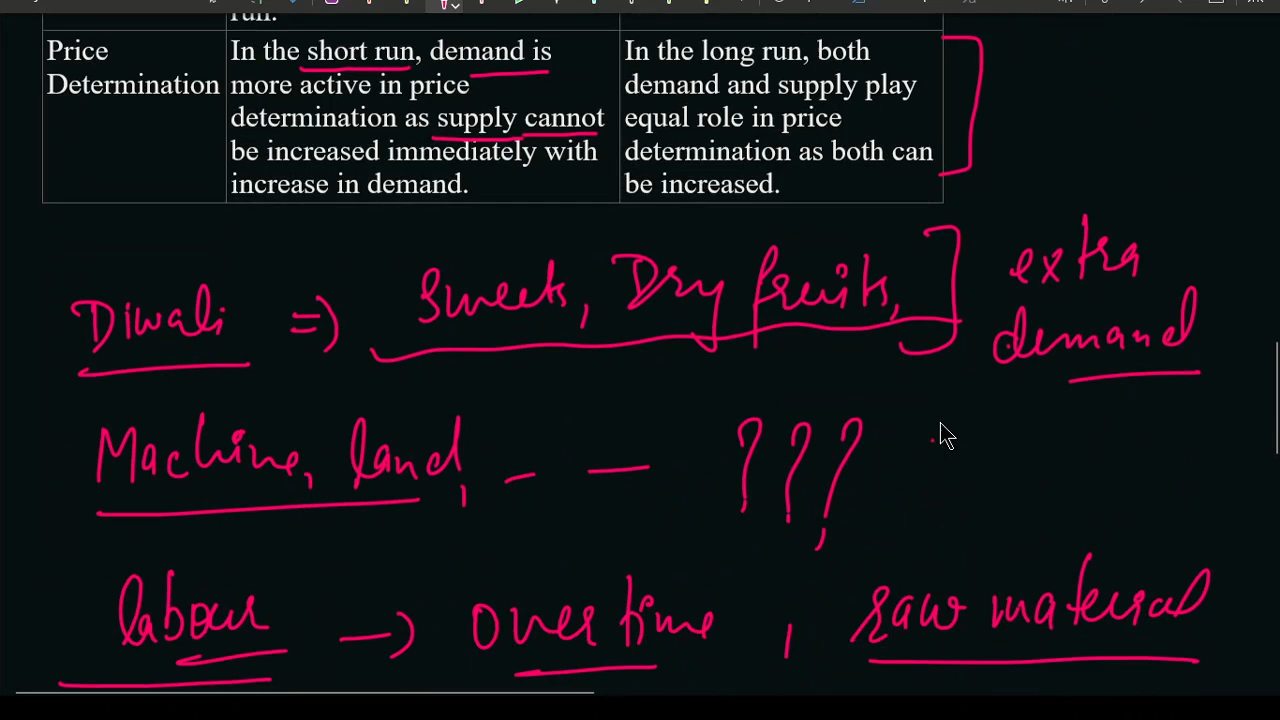 run.
Price Determination
In the short run, demand is
more active in price
determination as supply cannot
be increased immediately with
increase in demand.
In the long run, both
demand and supply play
equal role in price
determination as both can
be increased.
Diwali => Sweets, Dry fruits, ] extra demand
Machine, land, - - ???,
labour -> overtime, raw material